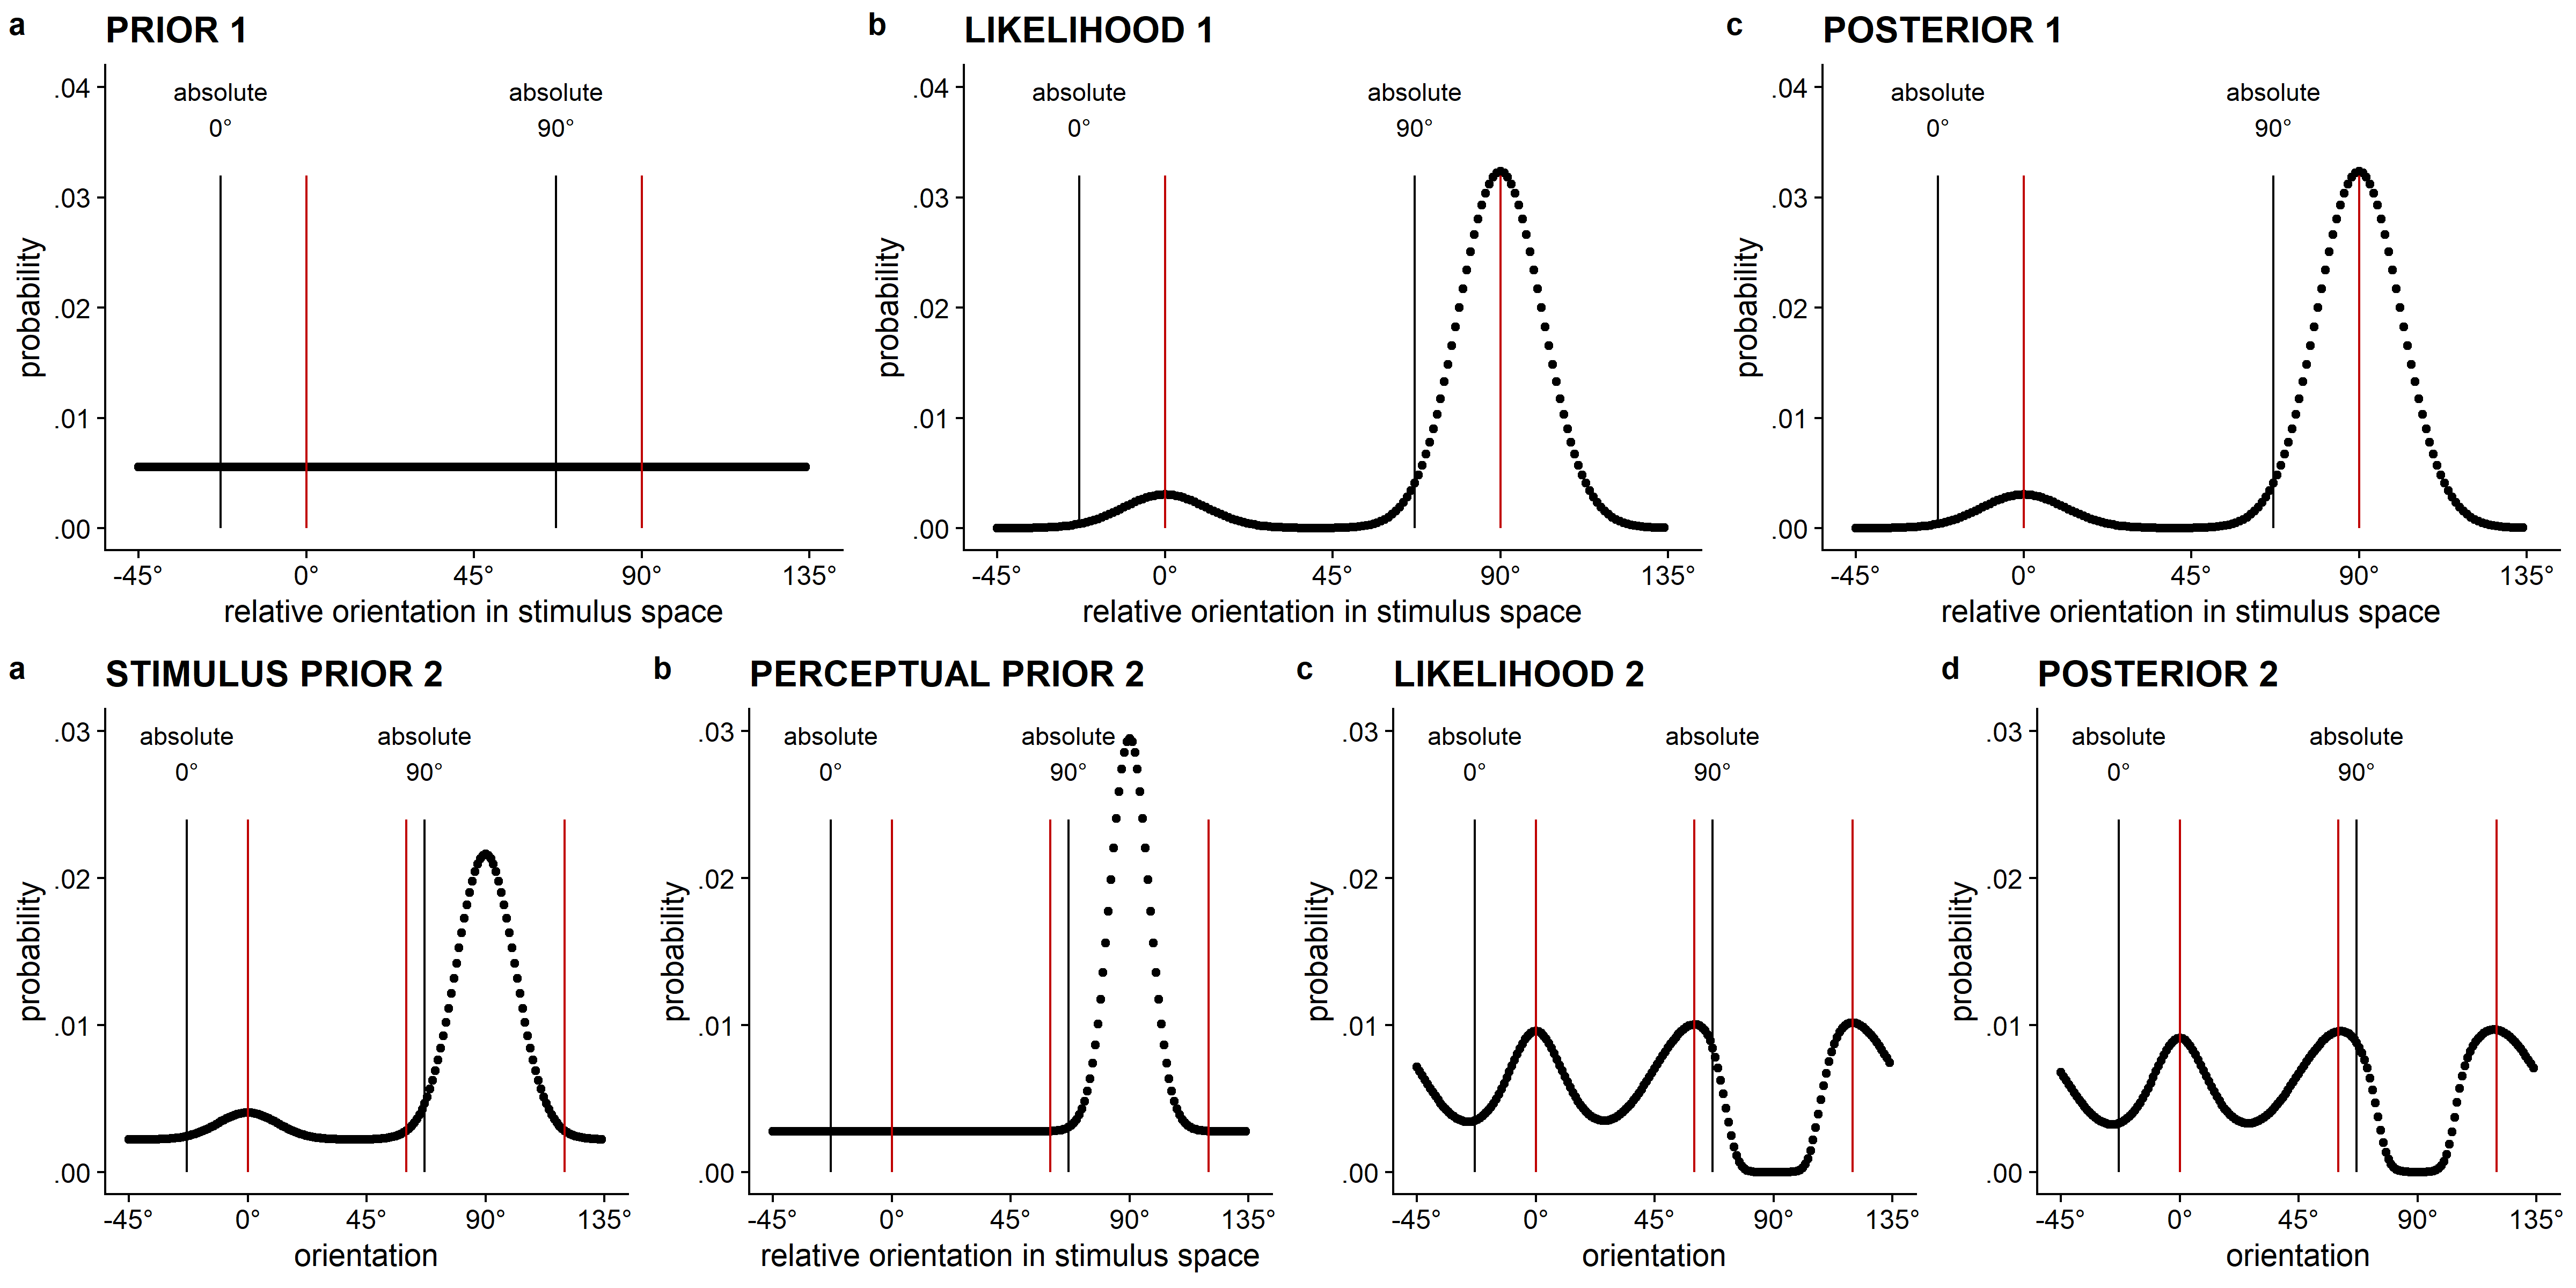 a PRIOR 1
.04
.03
.02
.01
.00
probability
absolute
0°
absolute
90°
-45° 0° 45° 90° 135°
relative orientation in stimulus space
b LIKELIHOOD 1
.04
.03
.02
.01
.00
probability
absolute
0°
absolute
90°
-45° 0° 45° 90° 135°
relative orientation in stimulus space
c POSTERIOR 1
.04
.03
.02
.01
.00
probability
absolute
0°
absolute
90°
-45° 0° 45° 90° 135°
relative orientation in stimulus space
a STIMULUS PRIOR 2
.03
.02
.01
.00
probability
absolute
0°
absolute
90°
-45° 0° 45° 90° 135°
orientation
b PERCEPTUAL PRIOR 2
.03
.02
.01
.00
probability
absolute
0°
absolute
90°
-45° 0° 45° 90° 135°
relative orientation in stimulus space
c LIKELIHOOD 2
.03
.02
.01
.00
probability
absolute
0°
absolute
90°
-45° 0° 45° 90° 135°
orientation
d POSTERIOR 2
.03
.02
.01
.00
probability
absolute
0°
absolute
90°
-45° 0° 45° 90° 135°
orientation